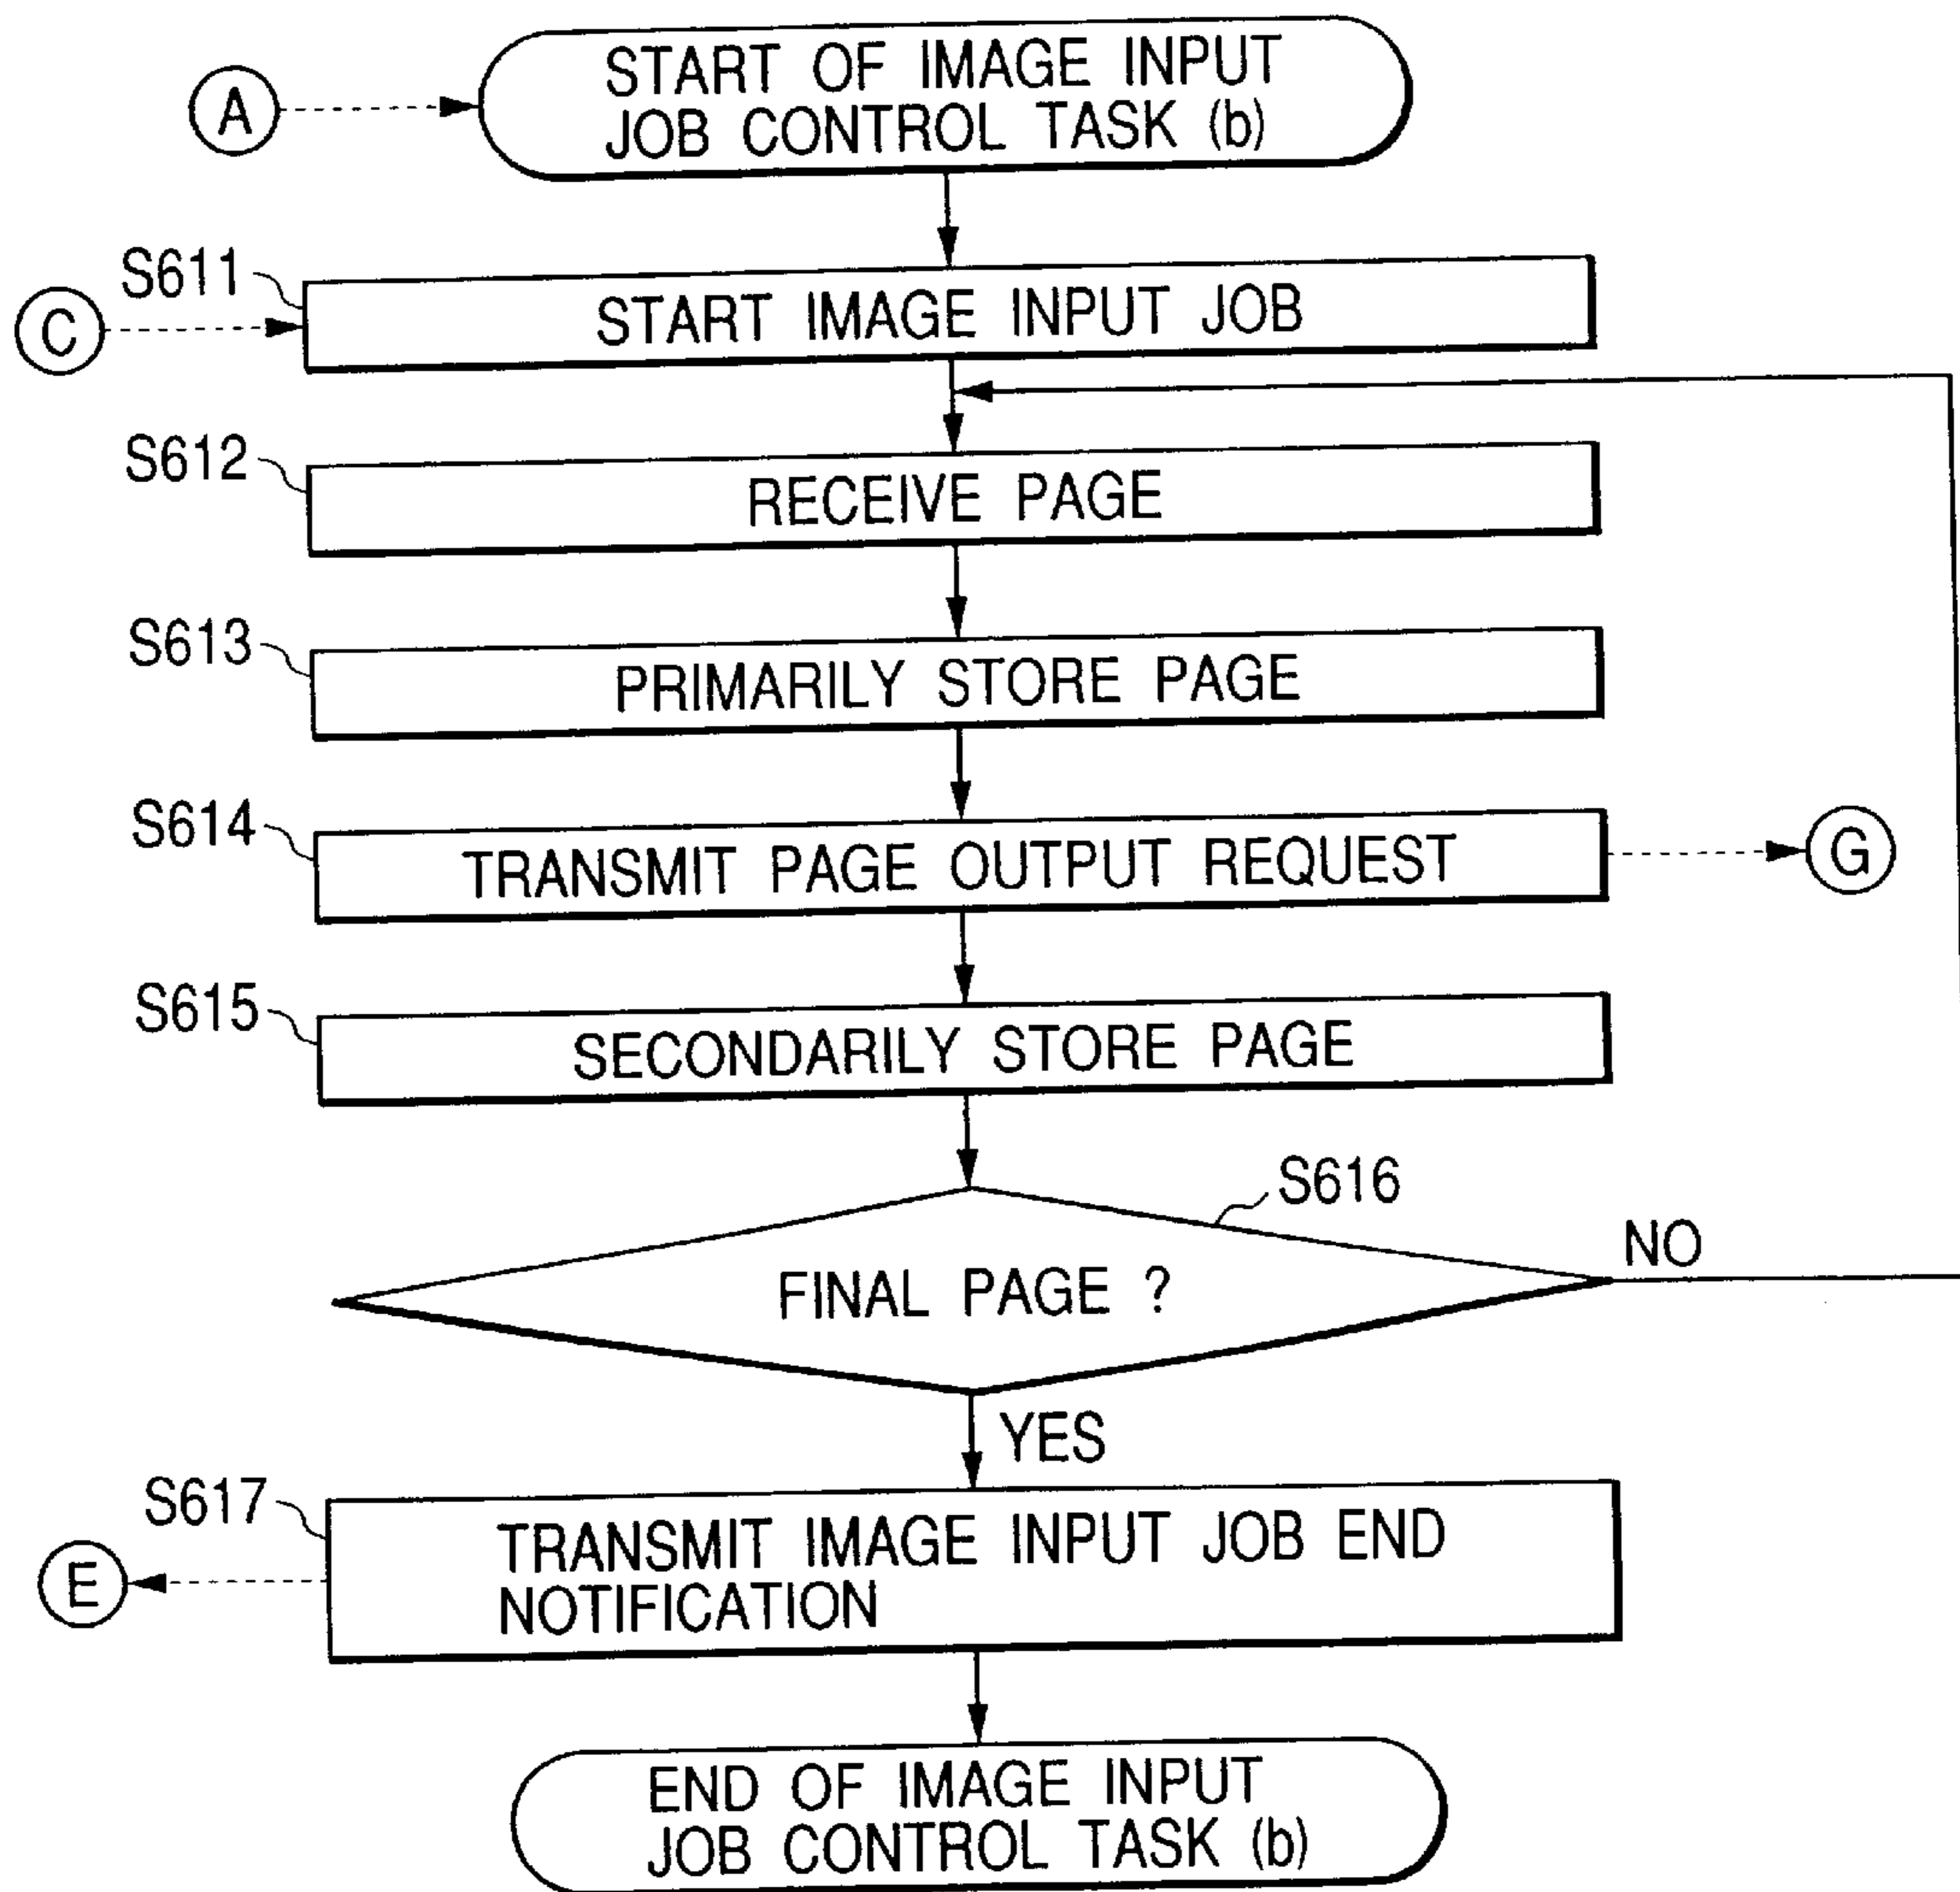 START OF IMAGE INPUT
JOB CONTROL TASK (b)
A
S611
C
START IMAGE INPUT JOB
S612
RECEIVE PAGE
S613
PRIMARILY STORE PAGE
S614
TRANSMIT PAGE OUTPUT REQUEST
G
S615
SECONDARILY STORE PAGE
S616
FINAL PAGE ?
NO
YES
S617
TRANSMIT IMAGE INPUT JOB END
NOTIFICATION
E
END OF IMAGE INPUT
JOB CONTROL TASK (b)